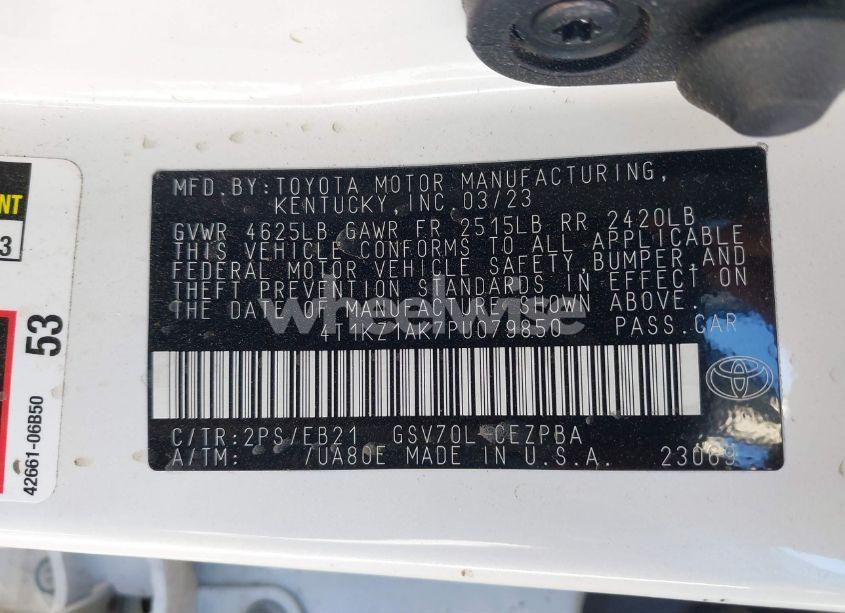 MFD.BY:TOYOTA MOTOR MANUFACTURING,
KENTUCKY,INC.03/23
GVWR 4625LB GAWR FR 2515LB RR 2420LB
THIS VEHICLE CONFORMS TO ALL APPLICABLE
FEDERAL MOTOR VEHICLE SAFETY,BUMPER,AND
THEFT PREVENTION STANDARDS IN EFFECT ON
THE DATE OF MANUFACTURE SHOWN ABOVE.
wheelwise
4T1KZ1AK7PU079850 PASS.CAR
C/TR:2PS/EB21 GSV70L-CEZPBA
A/TM: /UA80E MADE IN U.S.A.
53
42661-06B50